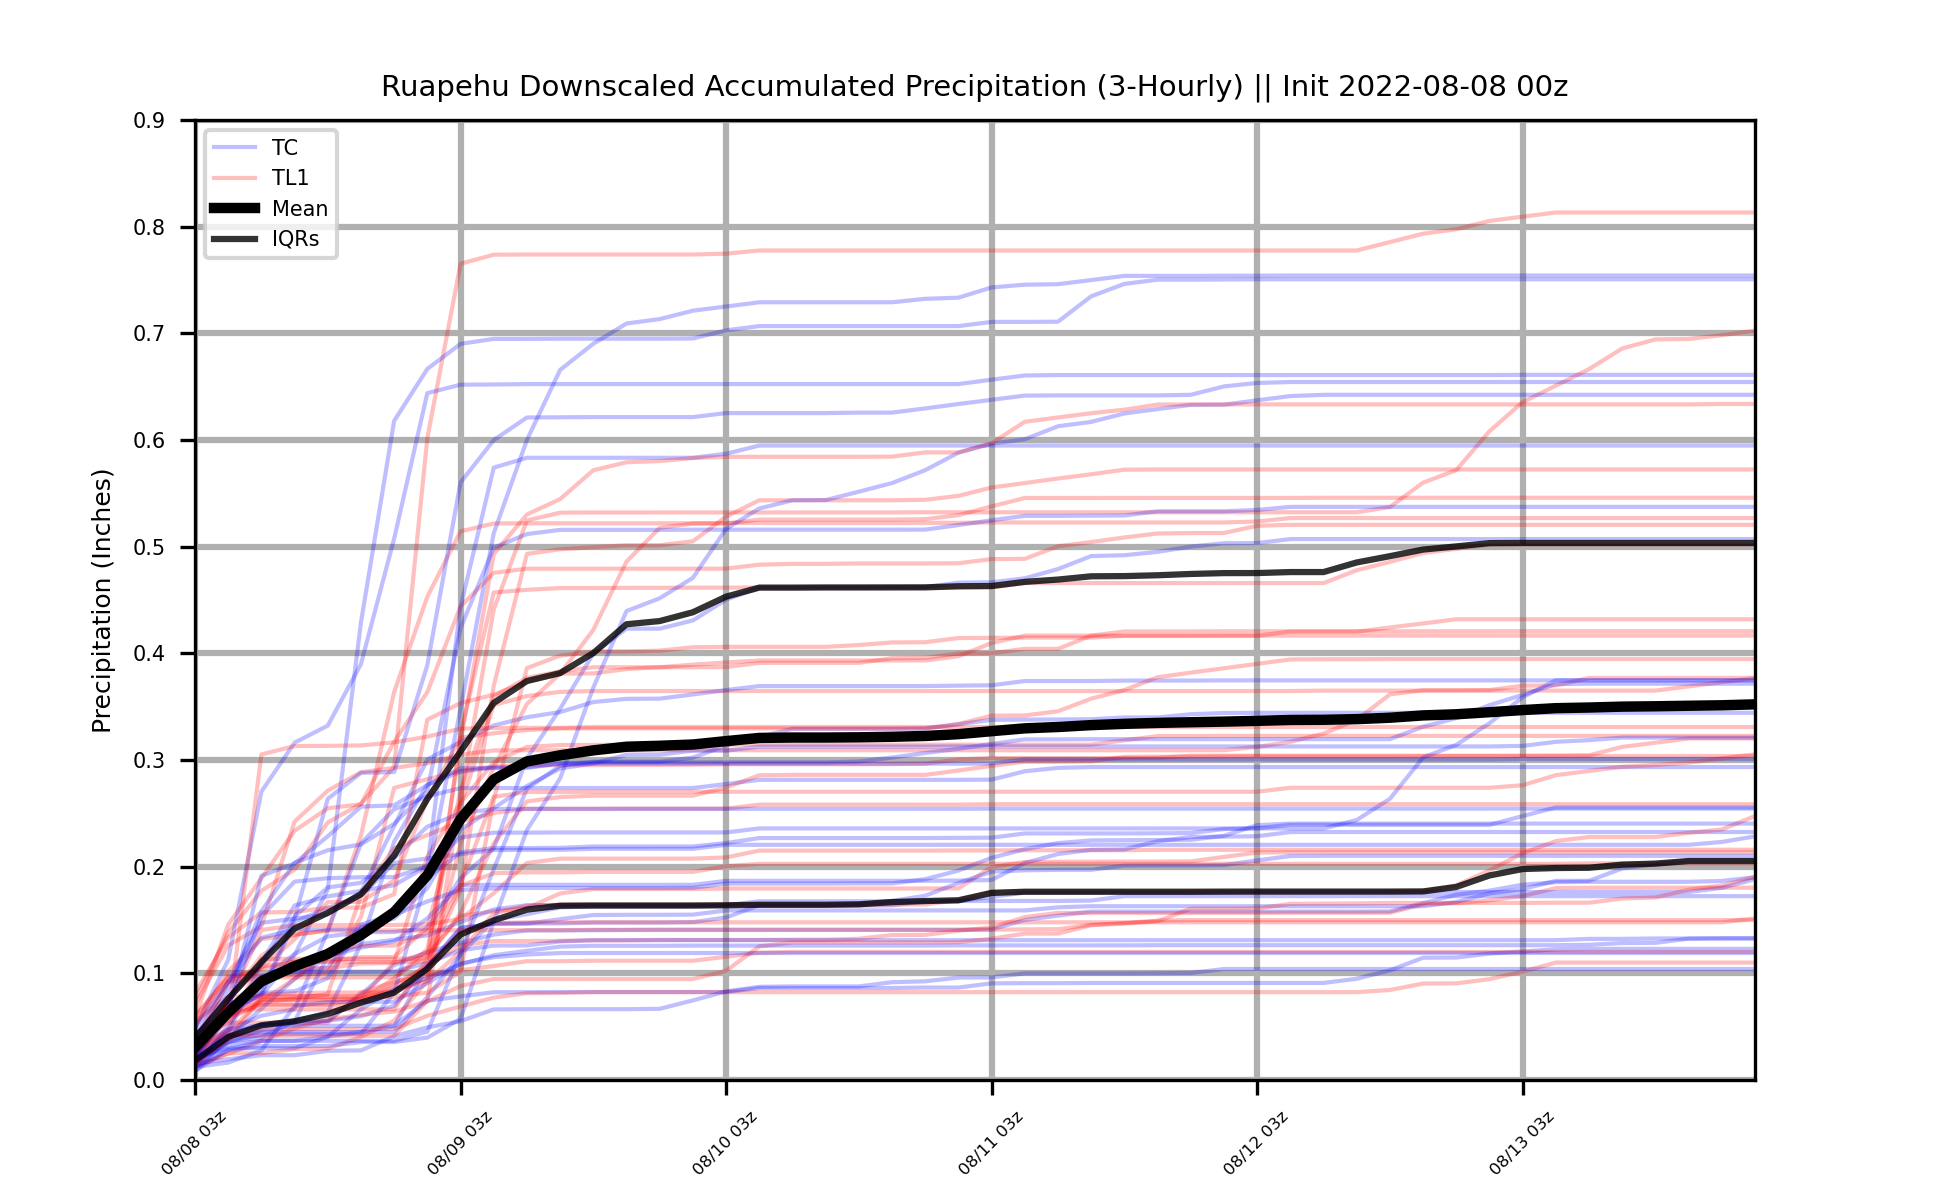 Ruapehu Downscaled Accumulated Precipitation (3-Hourly) || Init 2022-08-08 00z
TC
TL1
Mean
IQRs
Precipitation (Inches)
0.9
0.8
0.7
0.6
0.5
0.4
0.3
0.2
0.1
0.0
08/08 03z
08/09 03z
08/10 03z
08/11 03z
08/12 03z
08/13 03z